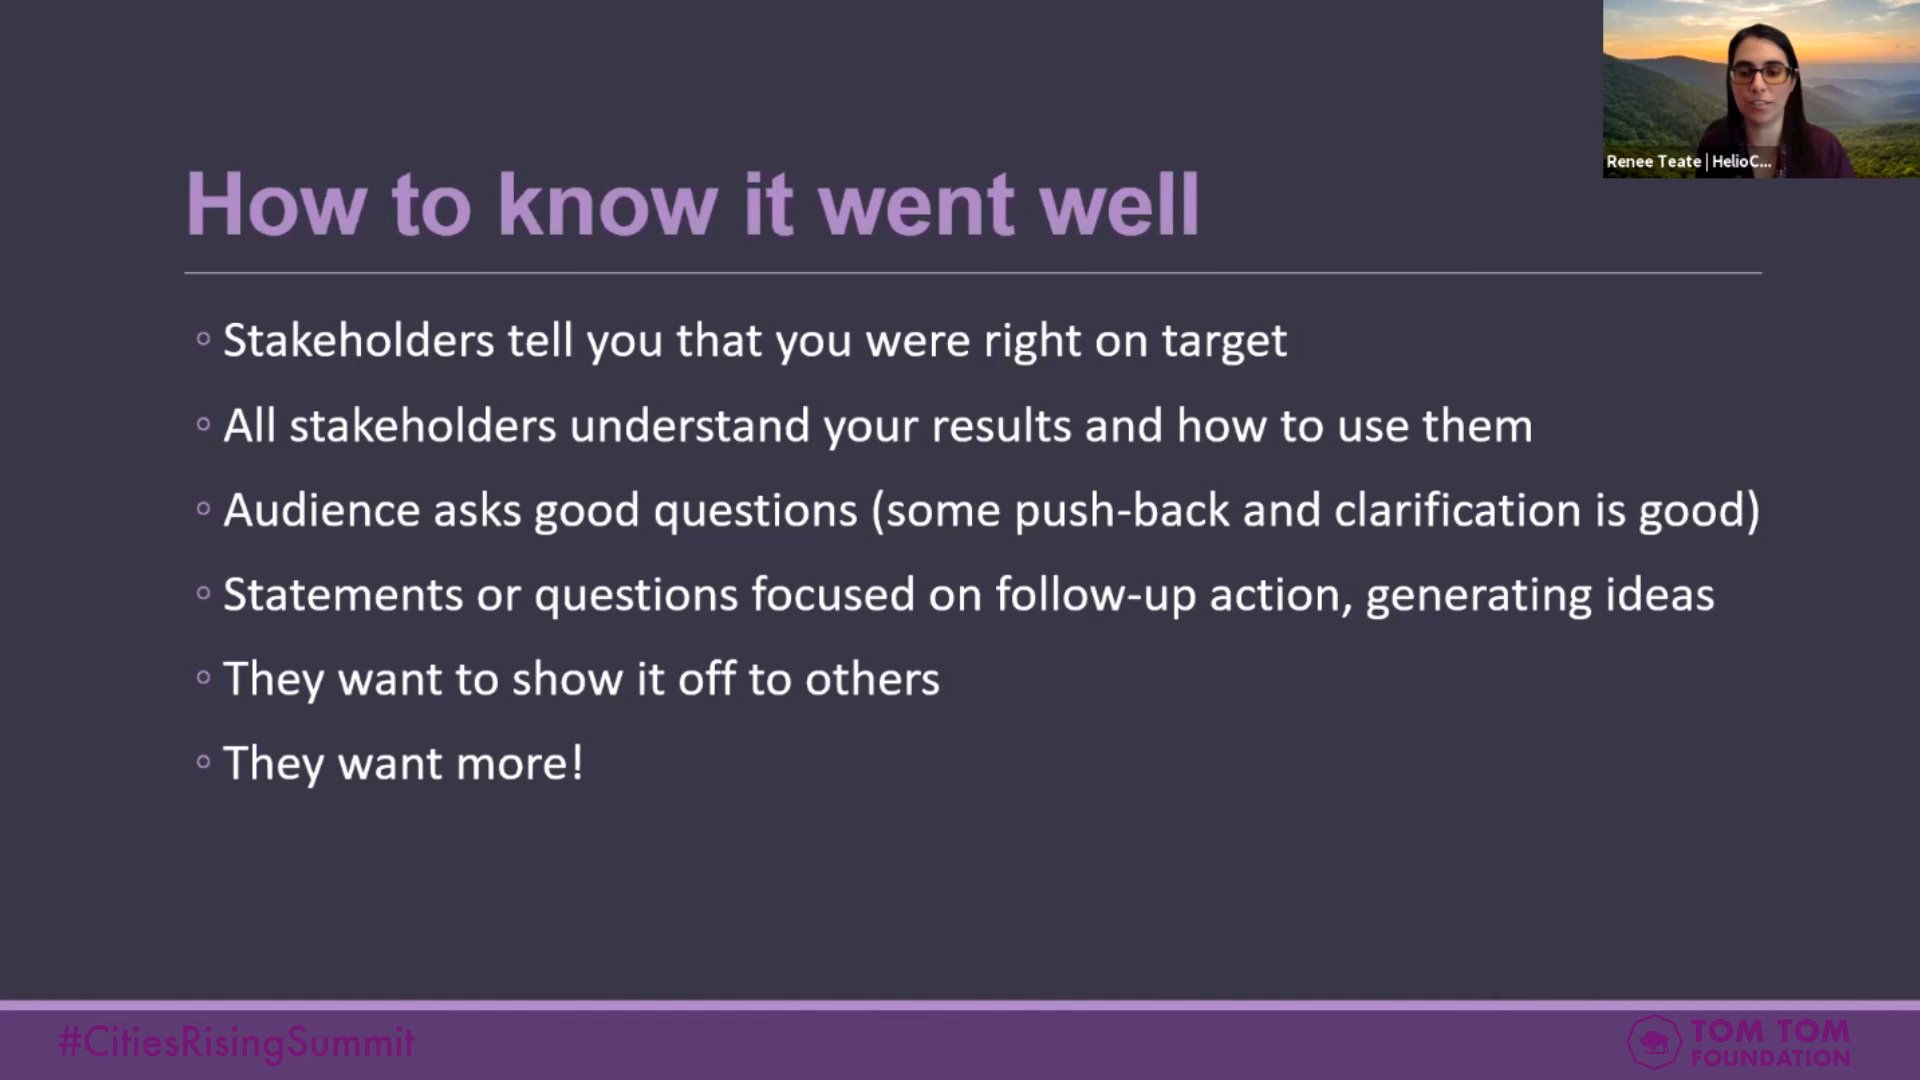 Renee Teate | HelioC...
How to know it went well
Stakeholders tell you that you were right on target
All stakeholders understand your results and how to use them
Audience asks good questions (some push-back and clarification is good)
Statements or questions focused on follow-up action, generating ideas
They want to show it off to others
They want more!
#CitiesRisingSummit
TOM TOM
FOUNDATION